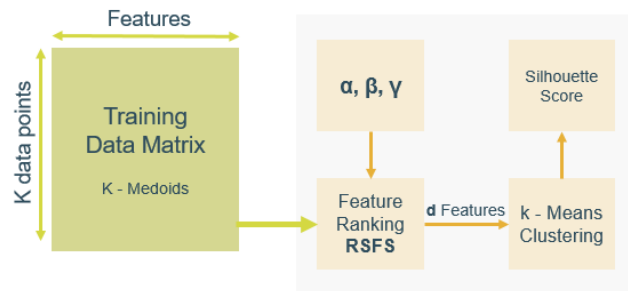 Features
K data points
Training
Data Matrix
K - Medoids
α, β, γ
Silhouette
Score
Feature
Ranking
RSFS
d Features
k - Means
Clustering